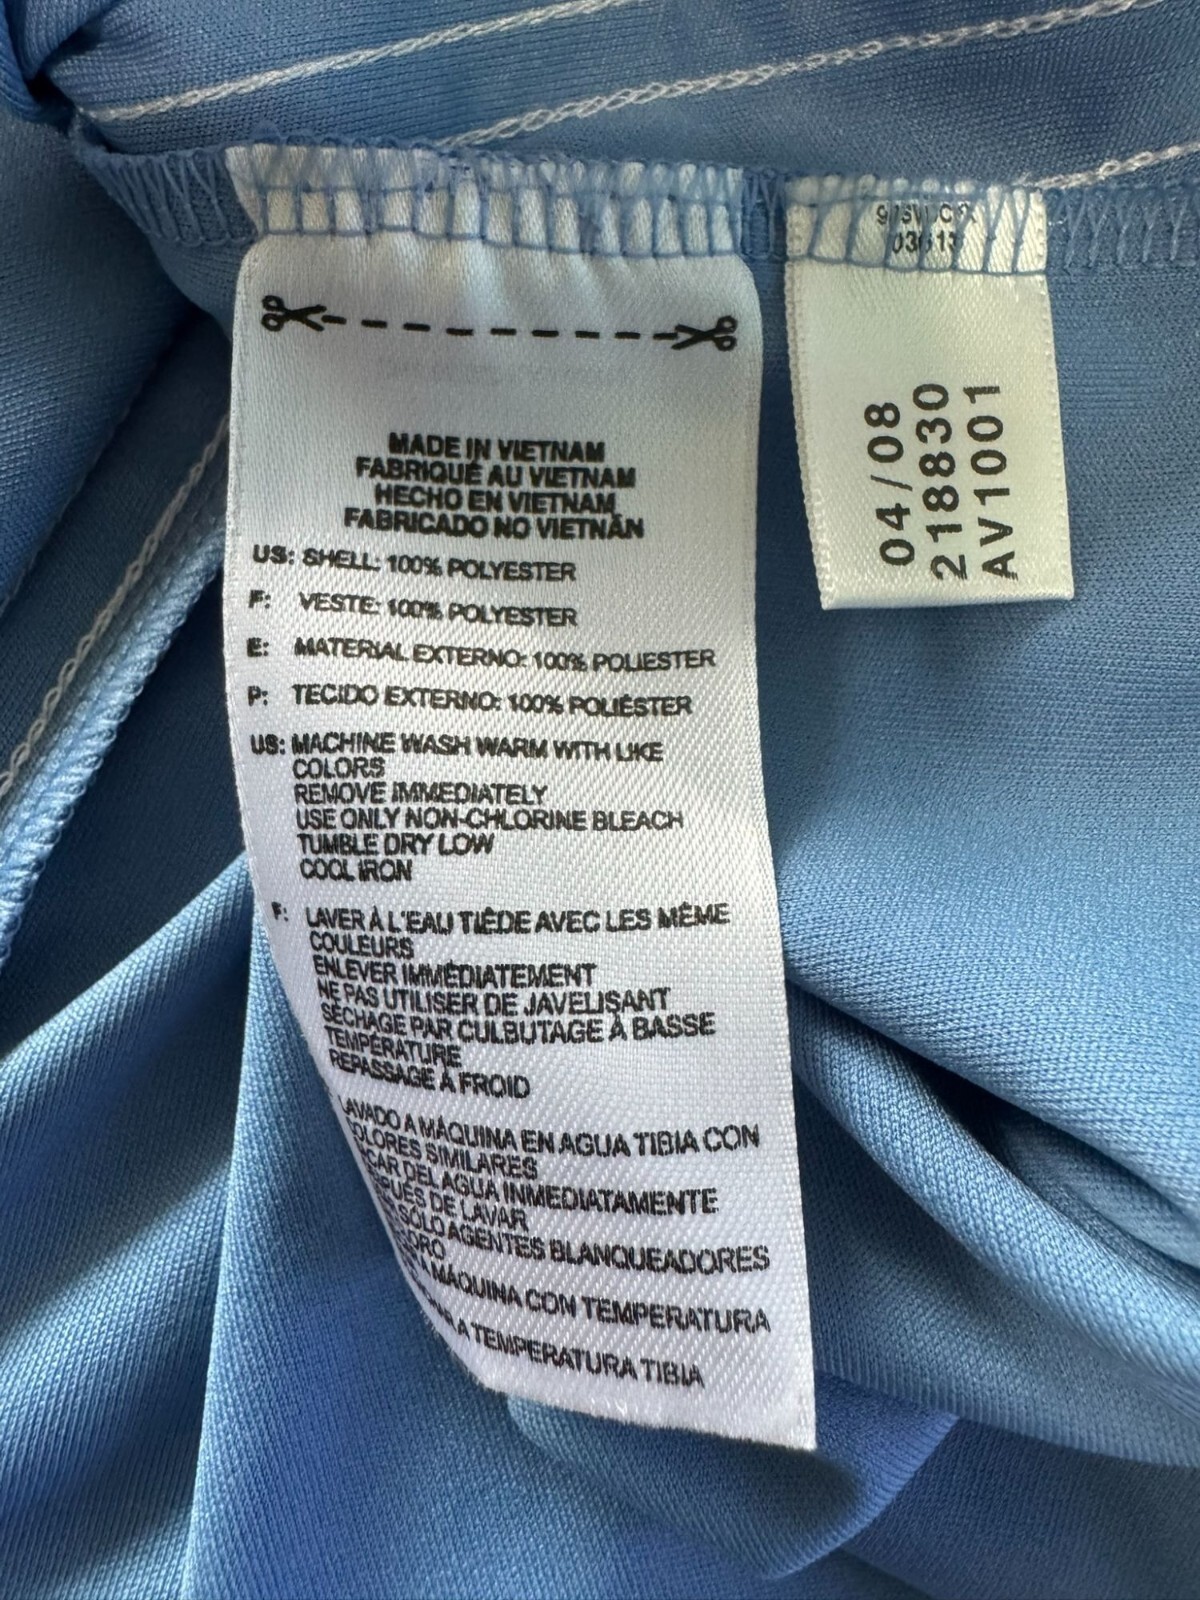 MADE IN VIETNAM
FABRIQUÉ AU VIETNAM
HECHO EN VIETNAM
FABRICADO NO VIETNÃN
US: SHELL: 100% POLYESTER
F: VESTE: 100% POLYESTER
E: MATERIAL EXTERNO: 100% POLIESTER
P: TECIDO EXTERNO: 100% POLIÉSTER
US: MACHINE WASH WARM WITH LIKE
COLORS
REMOVE IMMEDIATELY
USE ONLY NON-CHLORINE BLEACH
TUMBLE DRY LOW
COOL IRON
F: LAVER À L'EAU TIÈDE AVEC LES MÊME
COULEURS
ENLEVER IMMÉDIATEMENT
NE PAS UTILISER DE JAVELISANT
SÉCHAGE PAR CULBUTAGE À BASSE
TEMPÉRATURE
REPASSAGE À FROID
LAVADO A MÁQUINA EN AGUA TIBIA CON
COLORES SIMILARES
DEL AGUA INMEDIATAMENTE
DE LAVAR
SÓLO AGENTES BLANQUEADORES
A MÁQUINA CON TEMPERATURA
A TEMPERATURA TIBIA
04/08
218830
AV1001